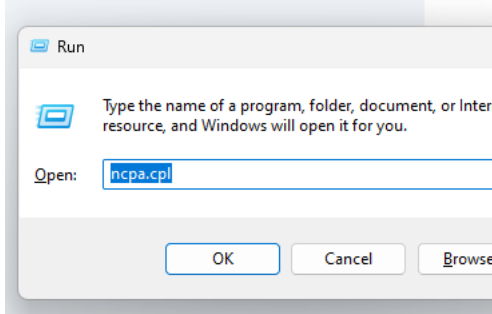 Run
Type the name of a program, folder, document, or Inter
resource, and Windows will open it for you.
Open: ncpa.cpl
OK Cancel Browse